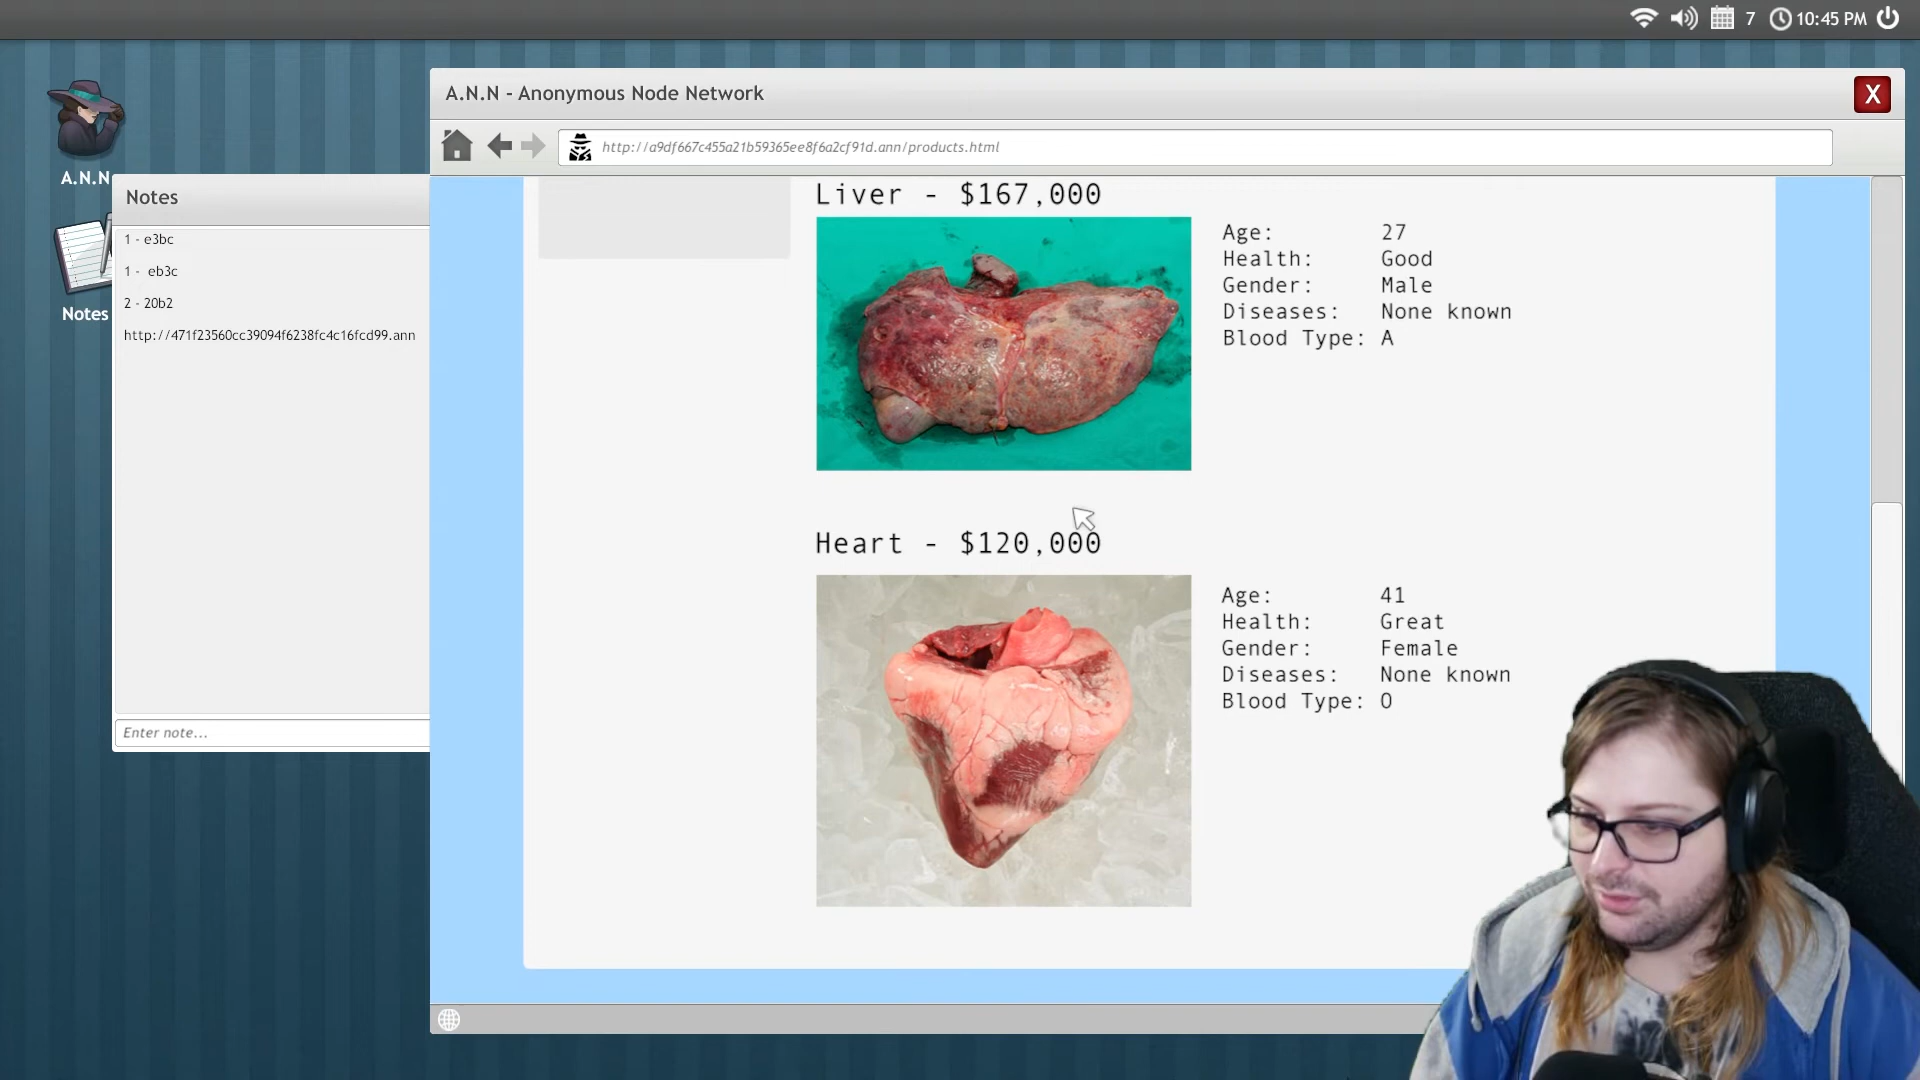 7 10:45 PM
A.N.N - Anonymous Node Network
X
http://a9df667c455a21b59365ee8f6a2cf91d.ann/products.html
A.N.N
Notes
Notes
1 - e3bc
1 - eb3c
2 - 20b2
http://471f23560cc39094f6238fc4c16fcd99.ann
Enter note...
Liver - $167,000
Age: 27
Health: Good
Gender: Male
Diseases: None known
Blood Type: A
Heart - $120,000
Age: 41
Health: Great
Gender: Female
Diseases: None known
Blood Type: O